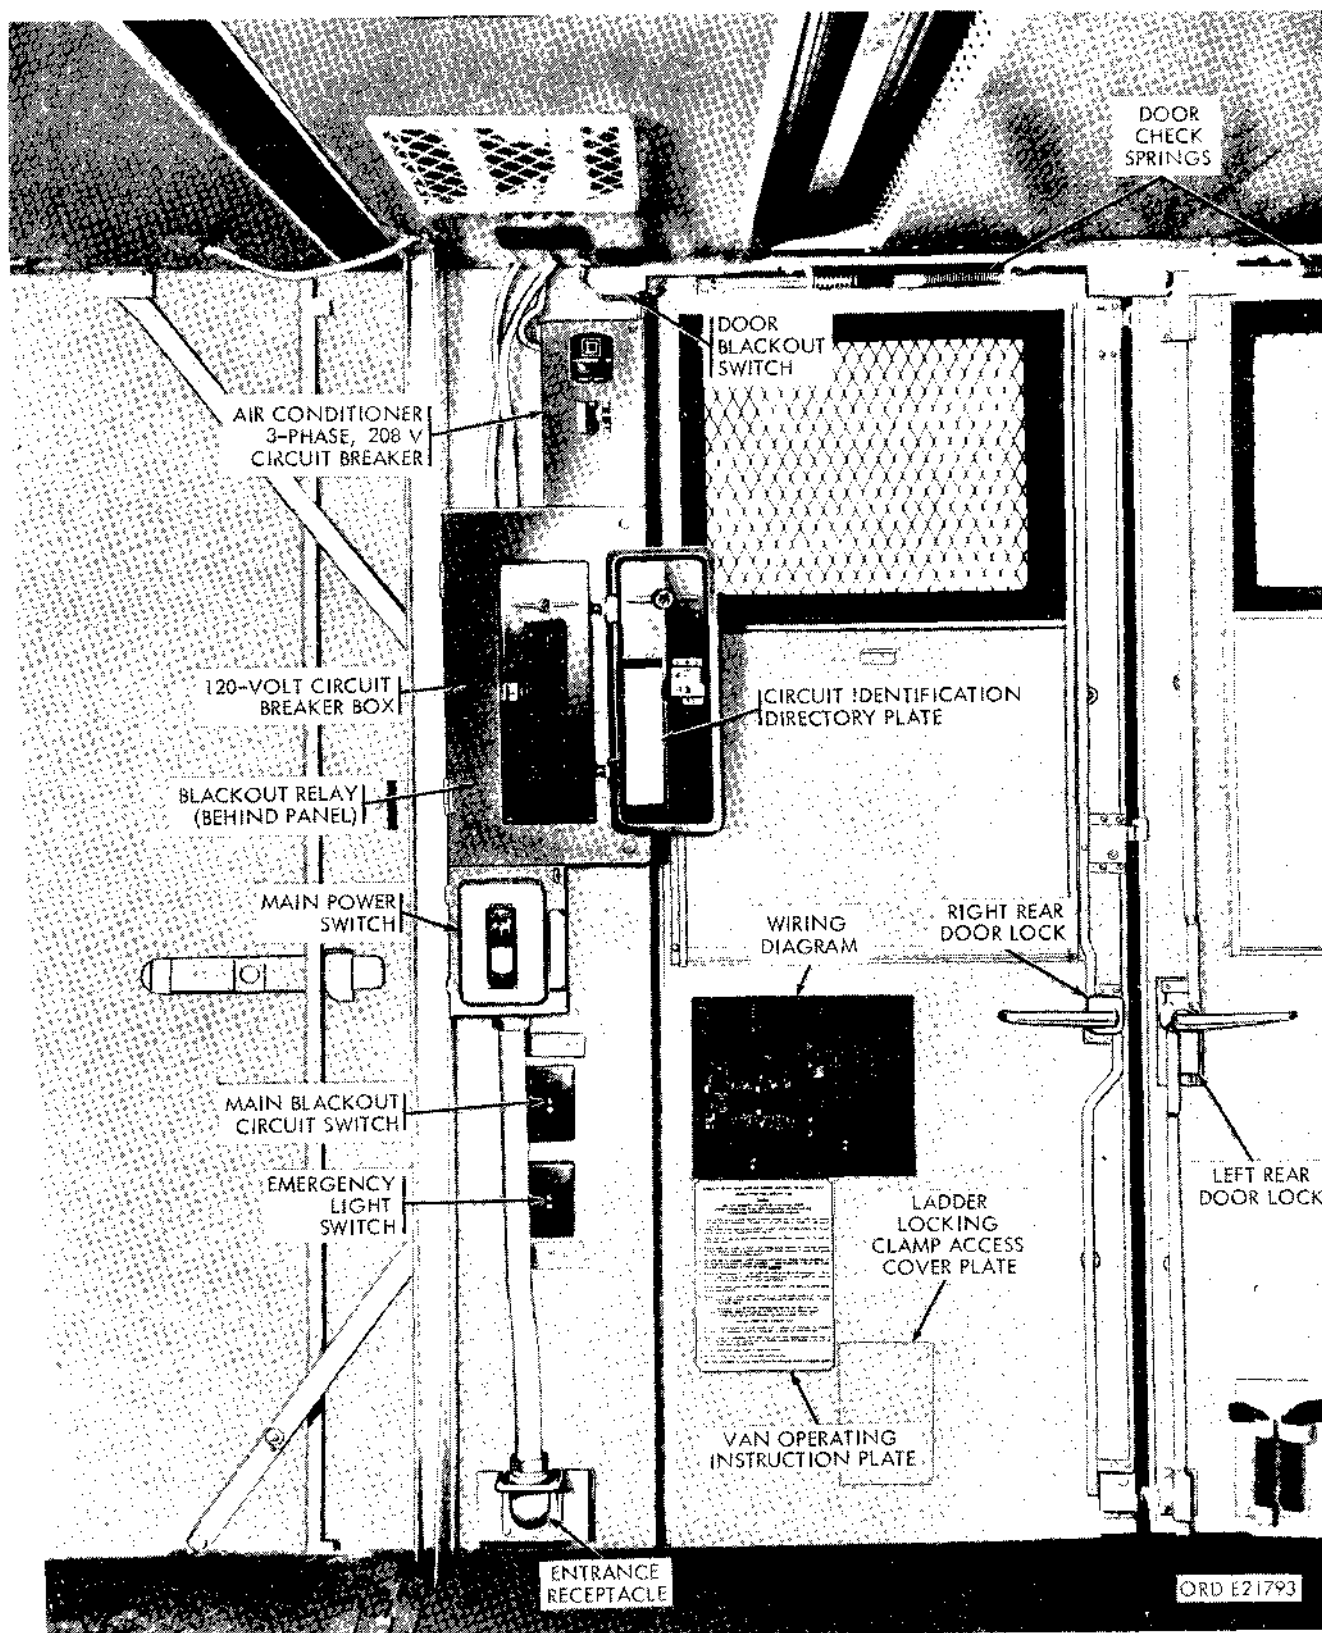 DOOR
CHECK
SPRINGS
DOOR
BLACKOUT
SWITCH
AIR CONDITIONER
3-PHASE, 208 V
CIRCUIT BREAKER
120-VOLT CIRCUIT
BREAKER BOX
CIRCUIT IDENTIFICATION
DIRECTORY PLATE
BLACKOUT RELAY
(BEHIND PANEL)
MAIN POWER
SWITCH
WIRING
DIAGRAM
RIGHT REAR
DOOR LOCK
MAIN BLACKOUT
CIRCUIT SWITCH
EMERGENCY
LIGHT
SWITCH
LEFT REAR
DOOR LOCK
LADDER
LOCKING
CLAMP ACCESS
COVER PLATE
VAN OPERATING
INSTRUCTION PLATE
ENTRANCE
RECEPTACLE
ORD E21793